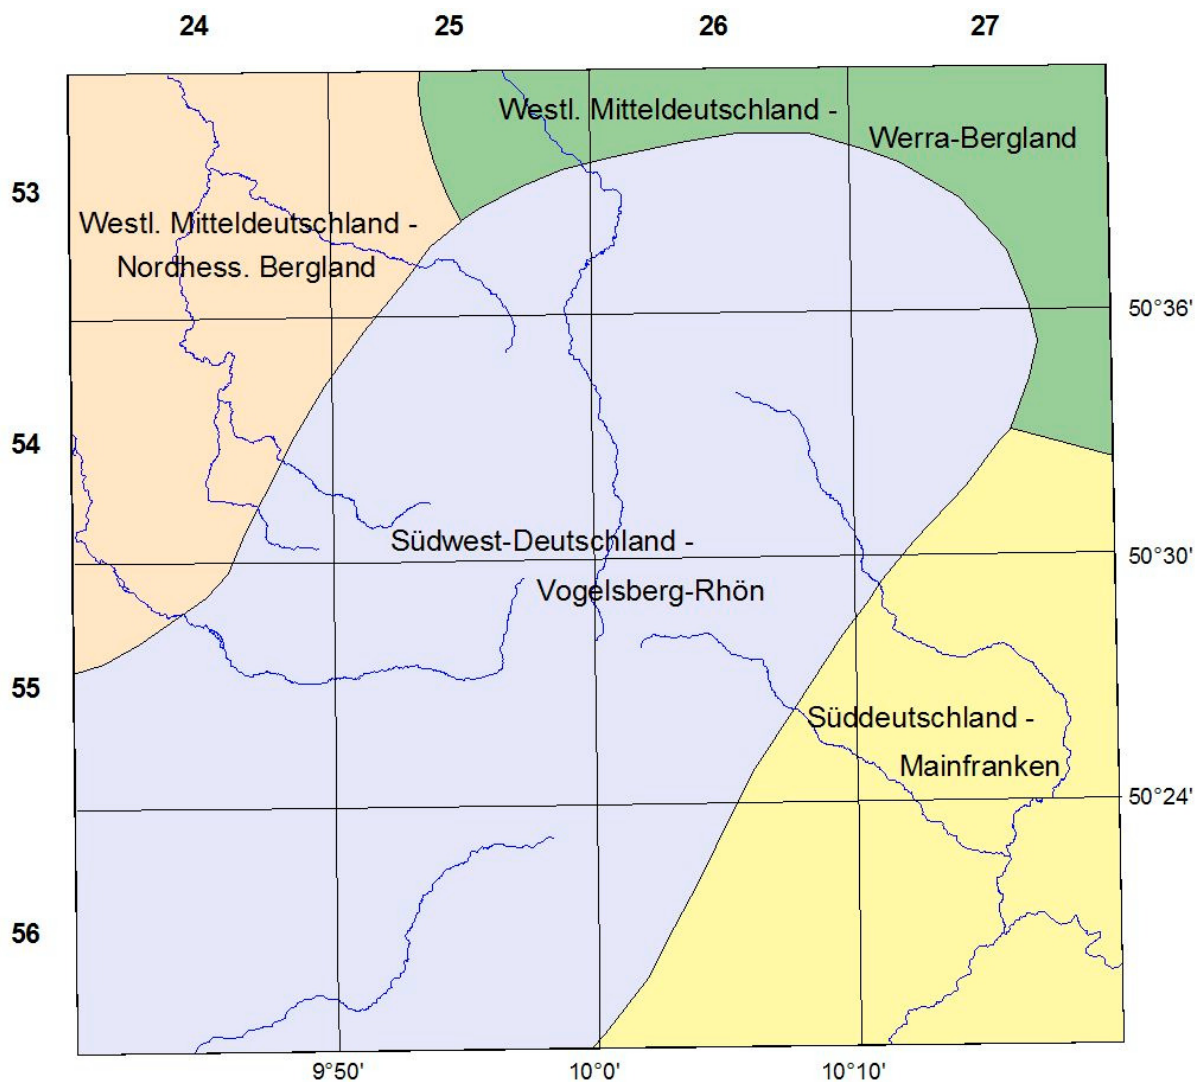 24 25 26 27
Westl. Mitteldeutschland -
Werra-Bergland
53
Westl. Mitteldeutschland -
Nordhess. Bergland
50°36'
54
Südwest-Deutschland -
50°30'
Vogelsberg-Rhön
55
Süddeutschland -
Mainfranken
50°24'
56
9°50' 10°0' 10°10'